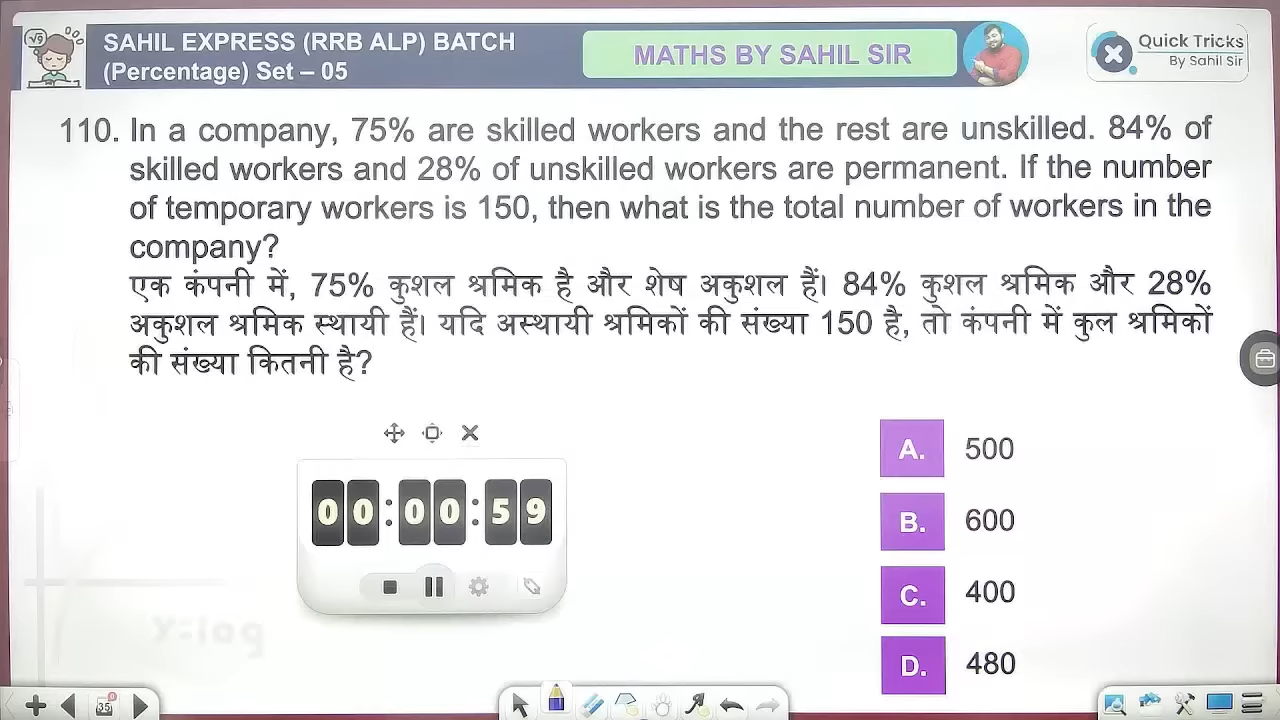 SAHIL EXPRESS (RRB ALP) BATCH
(Percentage) Set – 05
MATHS BY SAHIL SIR
Quick Tricks
By Sahil Sir
110. In a company, 75% are skilled workers and the rest are unskilled. 84% of
skilled workers and 28% of unskilled workers are permanent. If the number
of temporary workers is 150, then what is the total number of workers in the
company?
एक कंपनी में, 75% कुशल श्रमिक है और शेष अकुशल हैं। 84% कुशल श्रमिक और 28%
अकुशल श्रमिक स्थायी हैं। यदि अस्थायी श्रमिकों की संख्या 150 है, तो कंपनी में कुल श्रमिकों
की संख्या कितनी है?
A. 500
B. 600
C. 400
D. 480
00:00:59
35